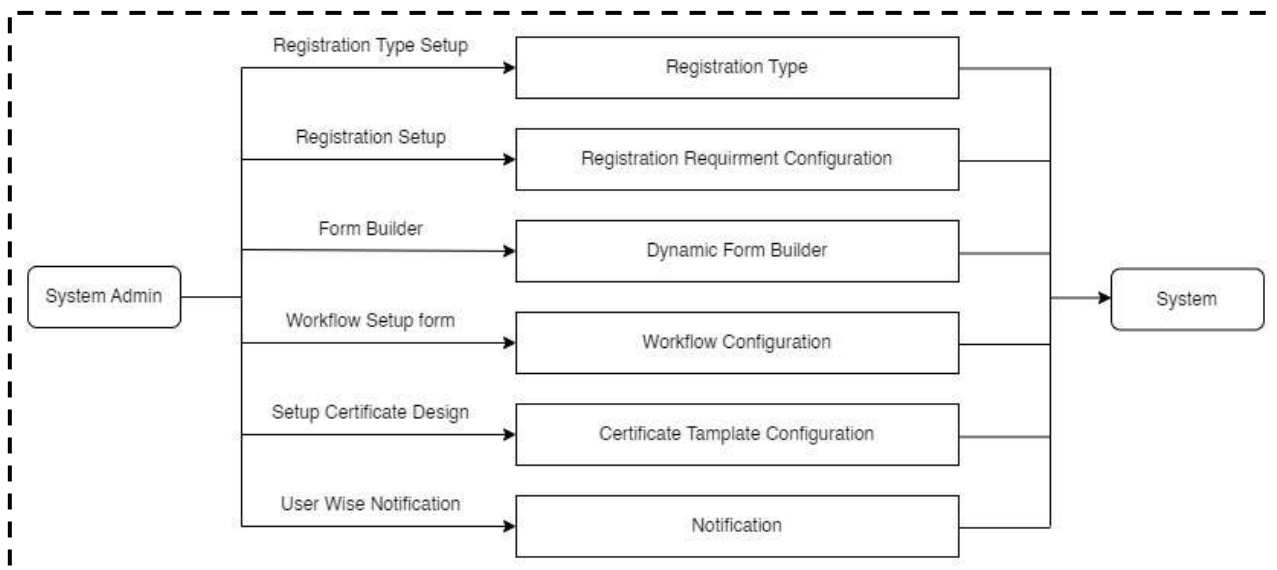 Registration Type Setup
Registration Type
Registration Setup
Registration Requirment Configuration
Form Builder
Dynamic Form Builder
System Admin
System
Workflow Setup form
Workflow Configuration
Setup Certificate Design
Certificate Tamplate Configuration
User Wise Notification
Notification